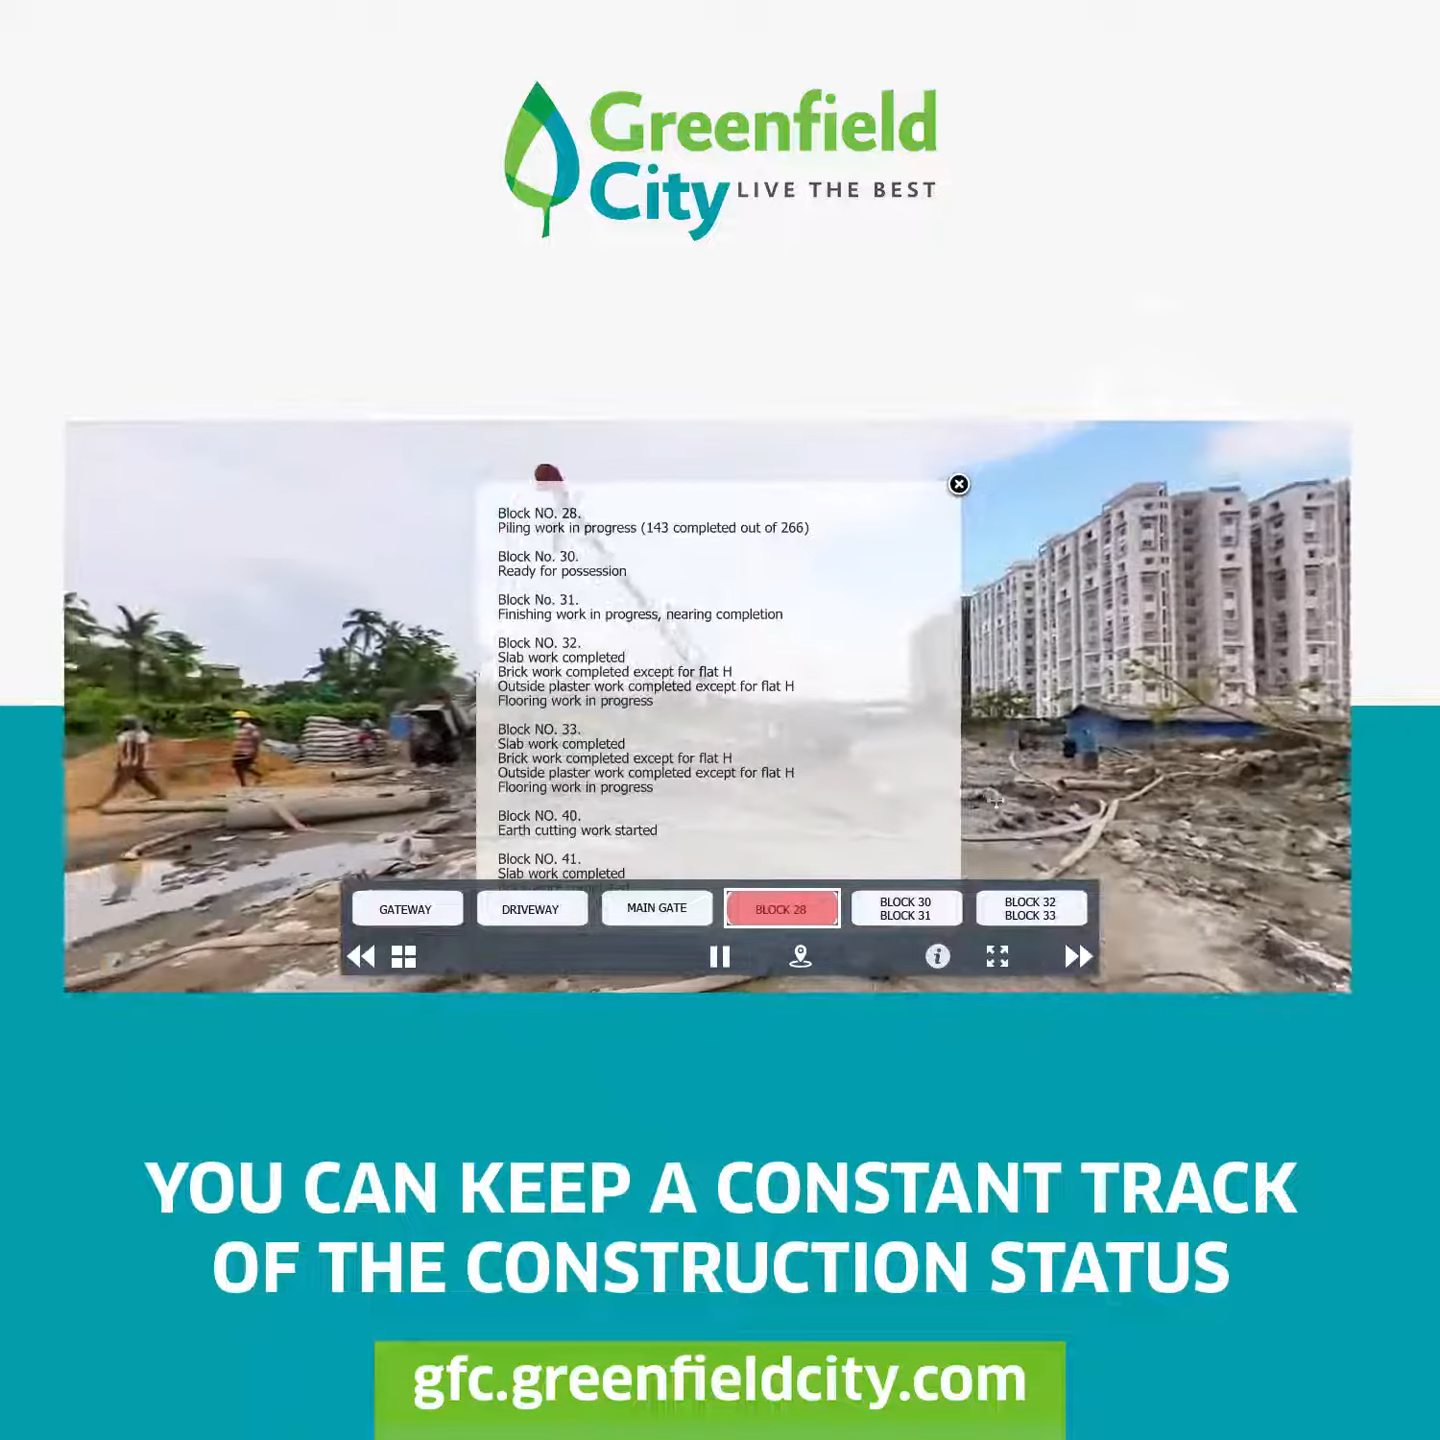 Greenfield
City LIVE THE BEST
Block NO. 28.
Piling work in progress (143 completed out of 266)
Block No. 30.
Ready for possession
Block No. 31.
Finishing work in progress, nearing completion
Block NO. 32.
Slab work completed
Brick work completed except for flat H
Outside plaster work completed except for flat H
Flooring work in progress
Block NO. 33.
Slab work completed
Brick work completed except for flat H
Outside plaster work completed except for flat H
Flooring work in progress
Block NO. 40.
Earth cutting work started
Block NO. 41.
Slab work completed
GATEWAY
DRIVEWAY
MAIN GATE
BLOCK 28
BLOCK 30
BLOCK 31
BLOCK 32
BLOCK 33
YOU CAN KEEP A CONSTANT TRACK
OF THE CONSTRUCTION STATUS
gfc.greenfieldcity.com